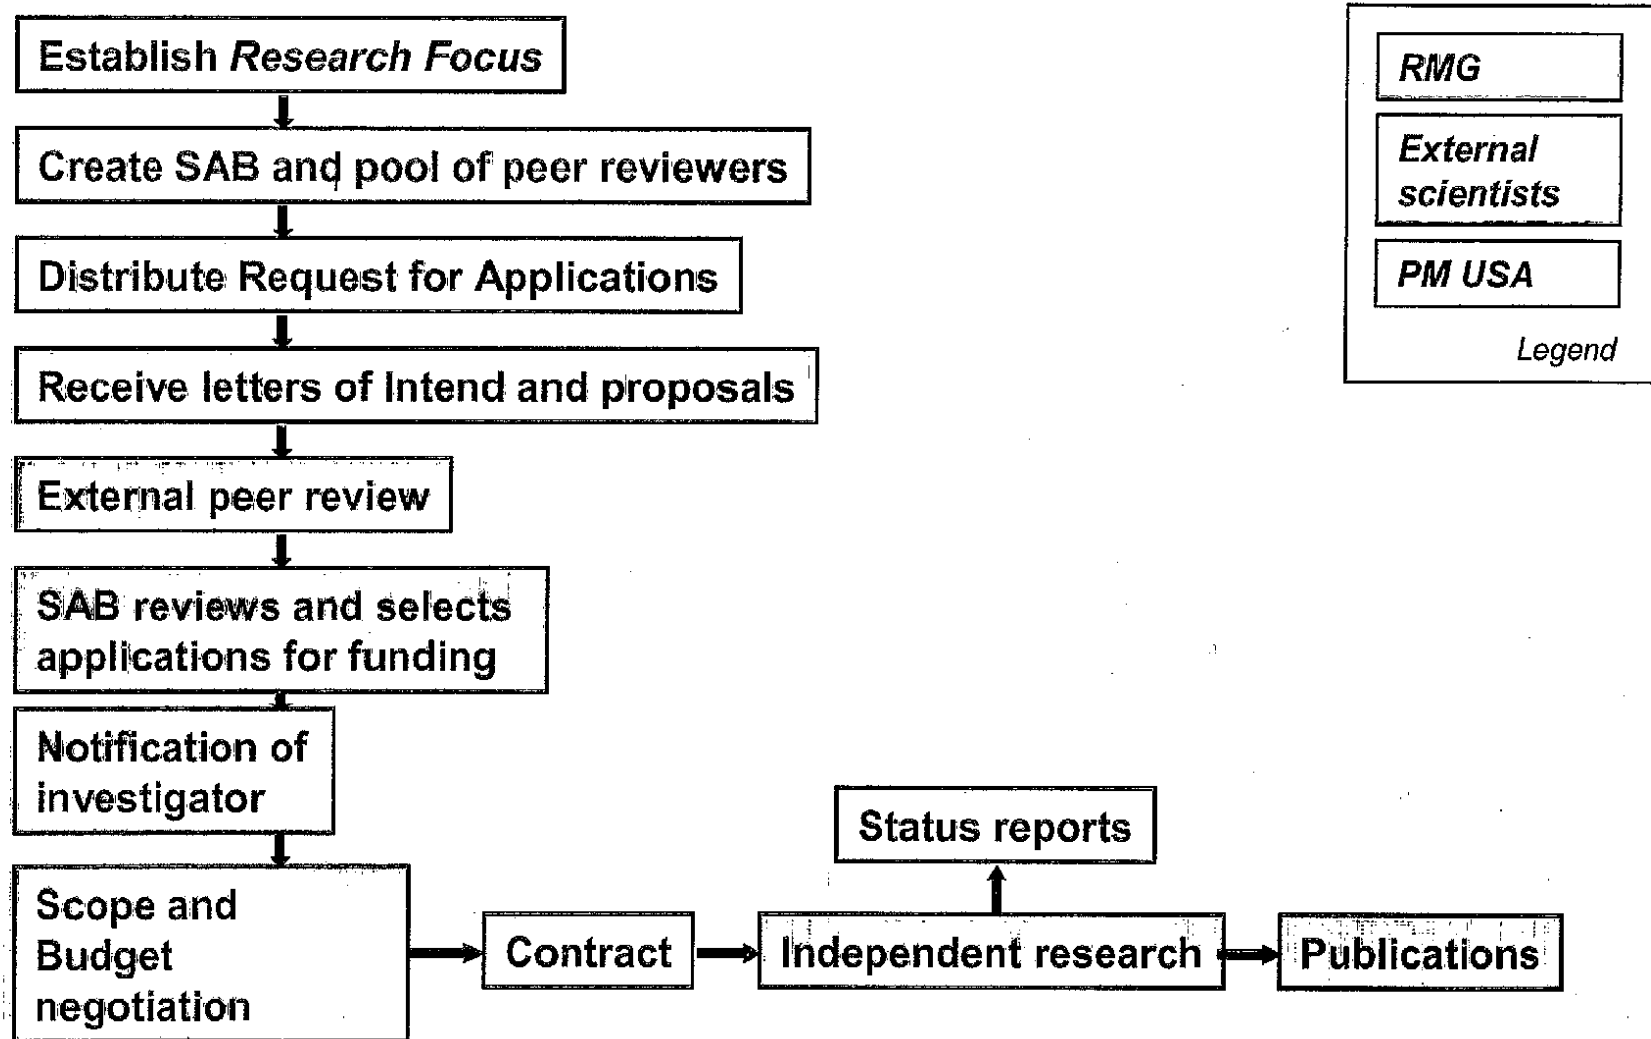 Establish Research Focus
Create SAB and pool of peer reviewers
Distribute Request for Applications
Receive letters of Intend and proposals
External peer review
SAB reviews and selects
applications for funding
Notification of
investigator
Scope and
Budget
negotiation
Contract
Independent research
Status reports
Publications
RMG
External
scientists
PM USA
Legend